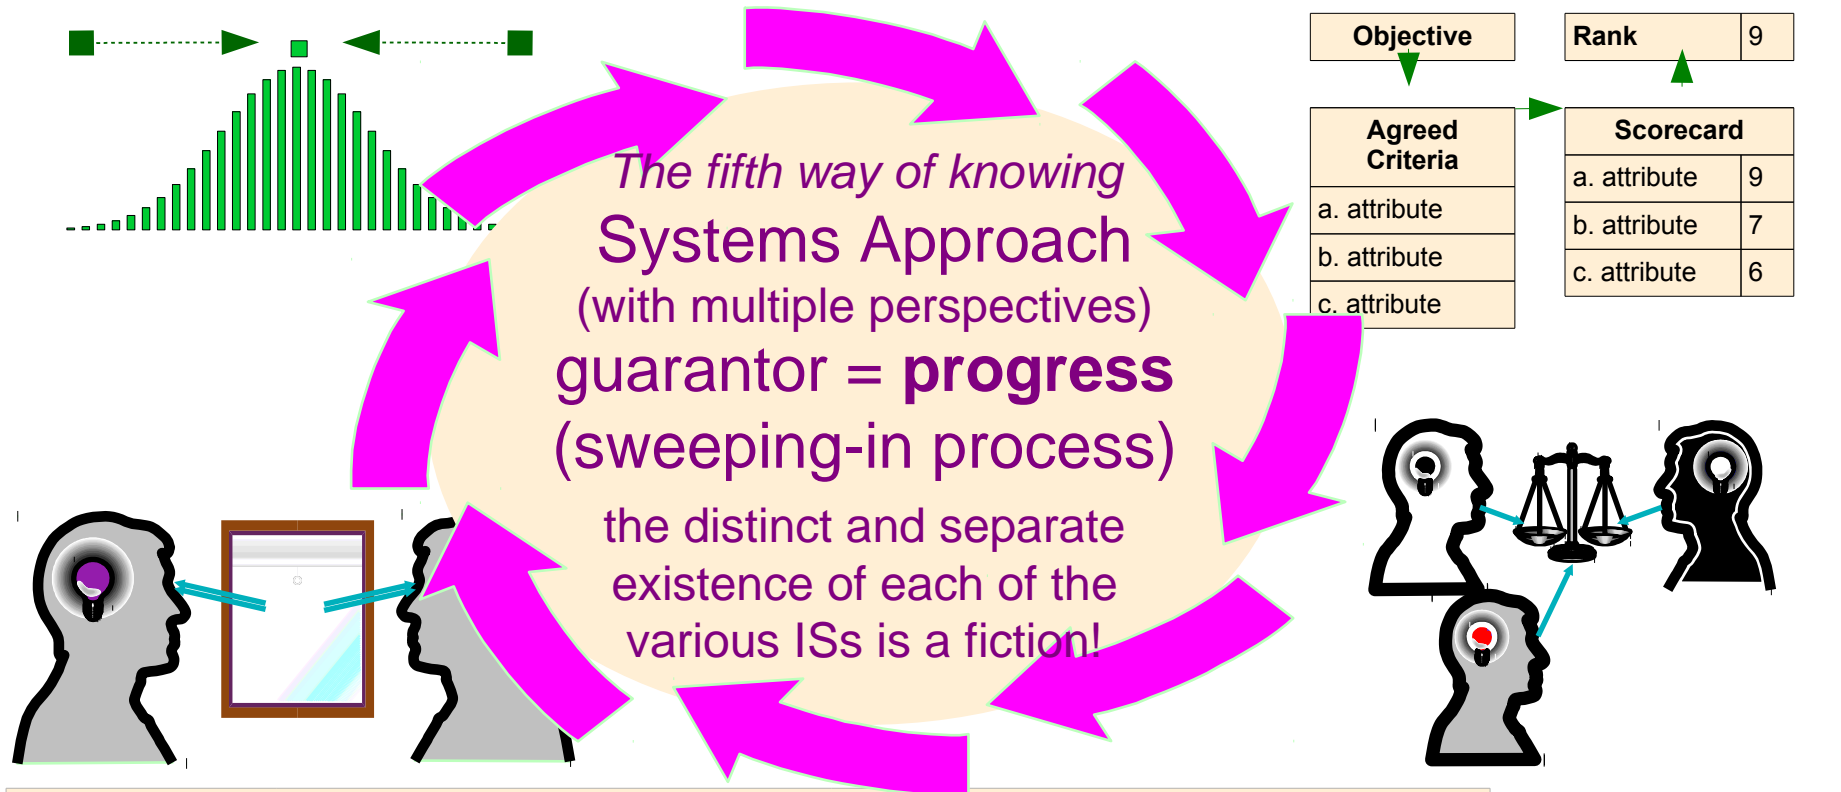 The fifth way of knowing
Systems Approach
(with multiple perspectives)
guarantor = progress
(sweeping-in process)
the distinct and separate
existence of each of the
various ISs is a fiction!
Objective
Agreed
Criteria
a. attribute
b. attribute
c. attribute
Rank 9
Scorecard
a. attribute 9
b. attribute 7
c. attribute 6